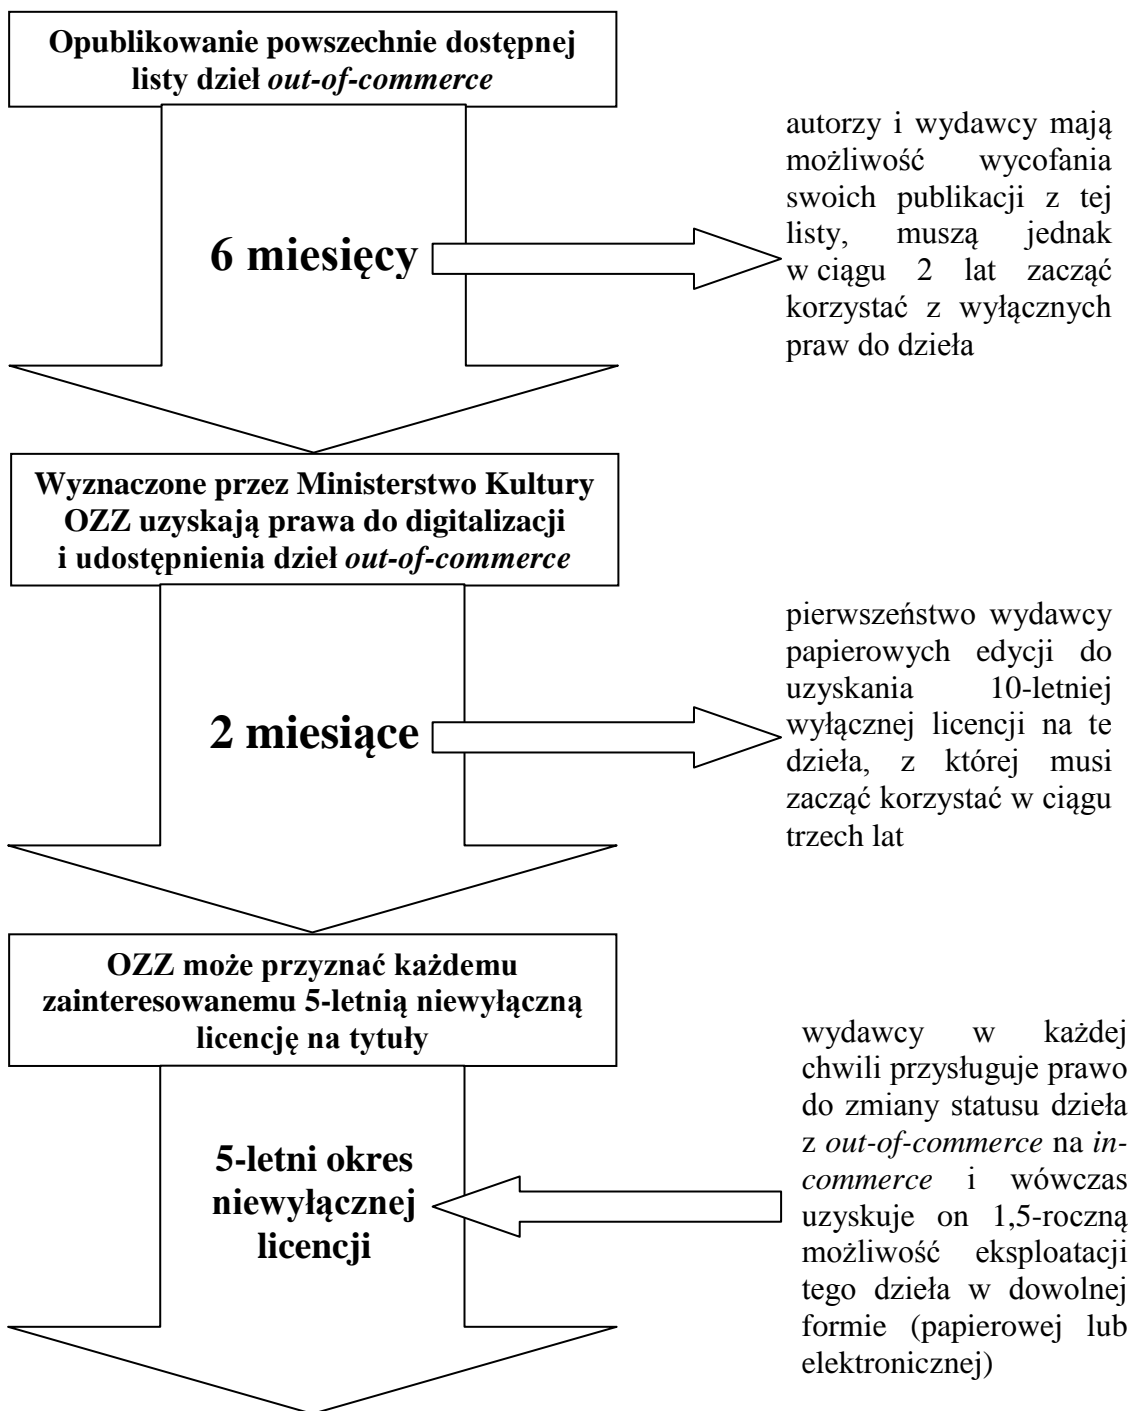 Opublikowanie powszechnie dostępnej
listy dzieł out-of-commerce
6 miesięcy
autorzy i wydawcy mają
możliwość wycofania
swoich publikacji z tej
listy, muszą jednak
w ciągu 2 lat zacząć
korzystać z wyłącznych
praw do dzieła
Wyznaczone przez Ministerstwo Kultury
OZZ uzyskają prawa do digitalizacji
i udostępnienia dzieł out-of-commerce
2 miesiące
pierwszeństwo wydawcy
papierowych edycji do
uzyskania 10-letniej
wyłącznej licencji na te
dzieła, z której musi
zacząć korzystać w ciągu
trzech lat
OZZ może przyznać każdemu
zainteresowanemu 5-letnią niewyłączną
licencję na tytuły
5-letni okres
niewyłącznej
licencji
wydawcy w każdej
chwili przysługuje prawo
do zmiany statusu dzieła
z out-of-commerce na in-
commerce i wówczas
uzyskuje on 1,5-roczną
możliwość eksploatacji
tego dzieła w dowolnej
formie (papierowej lub
elektronicznej)